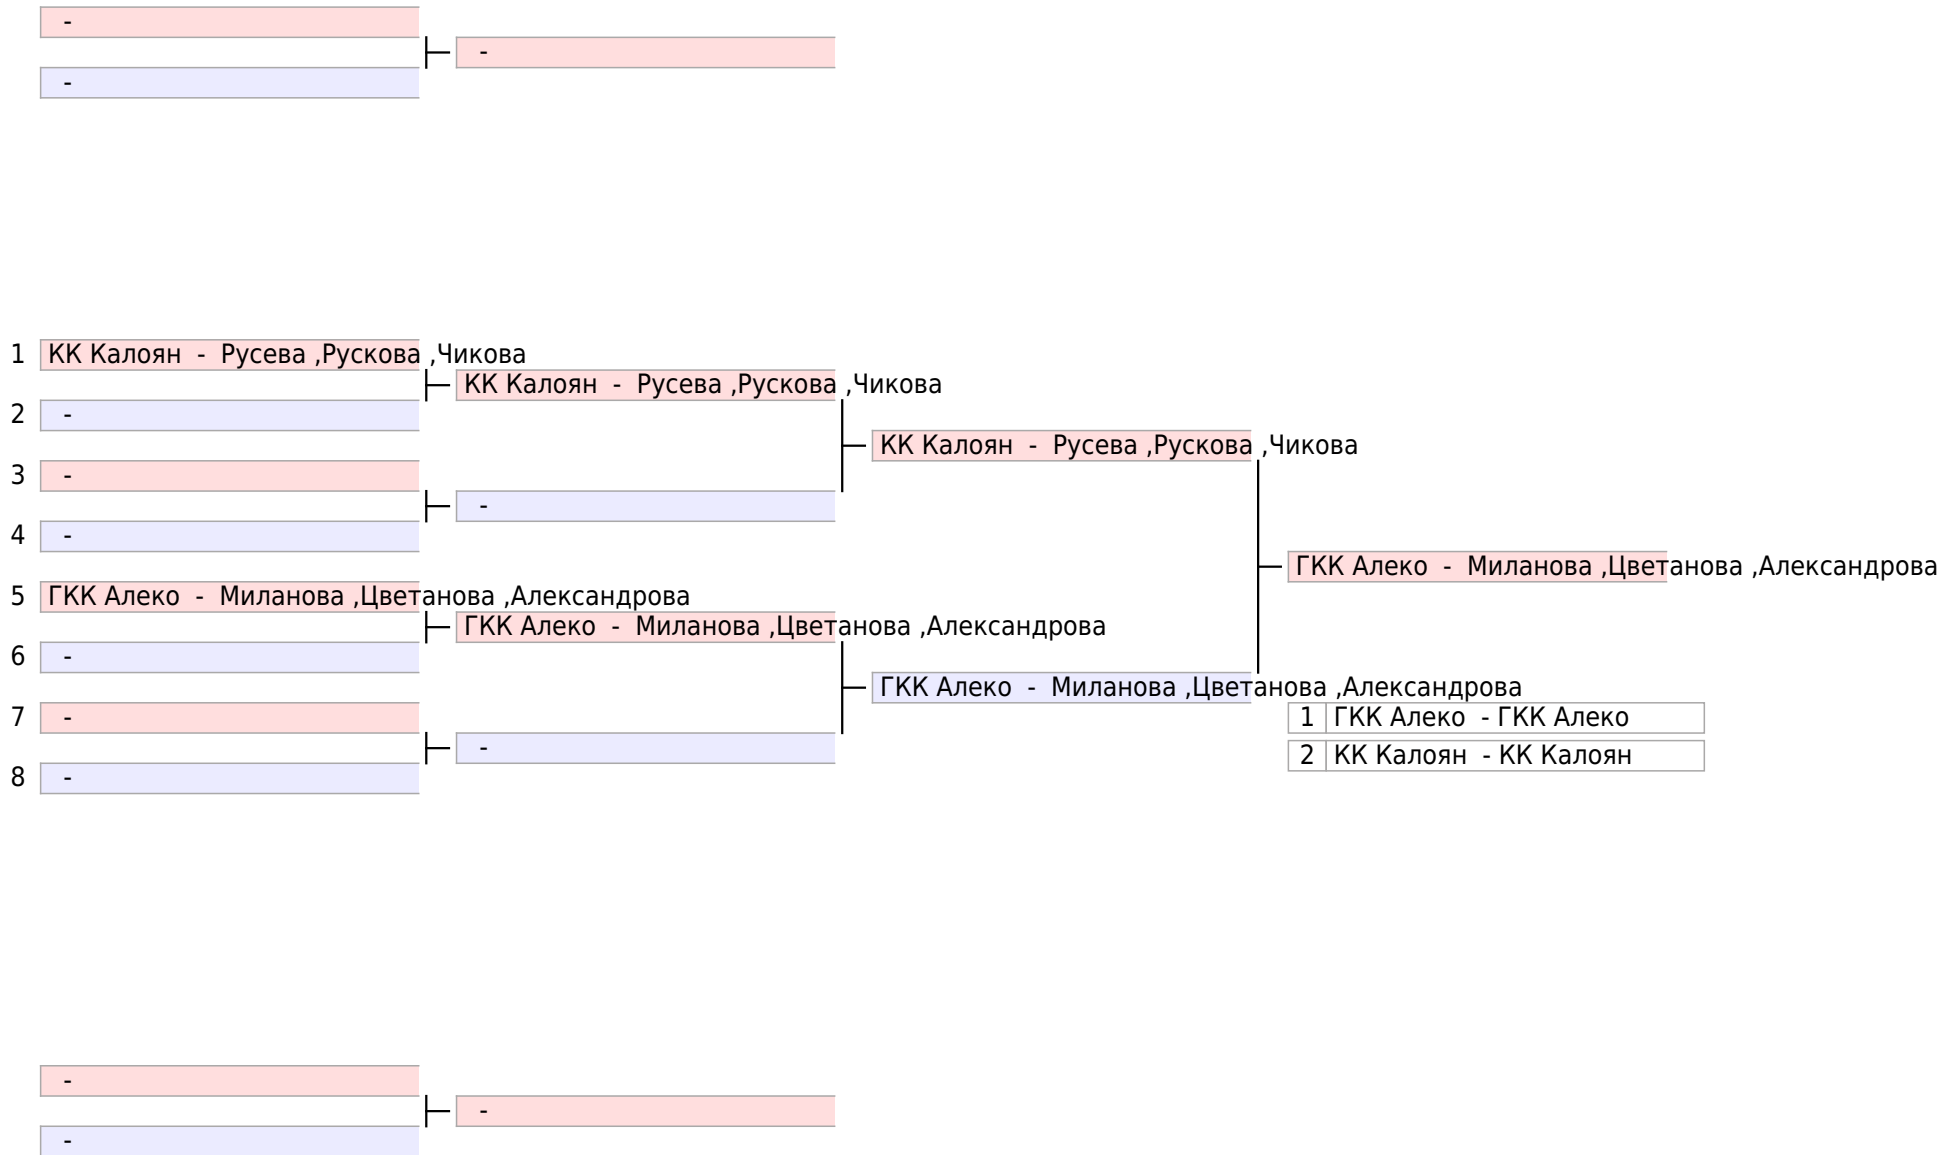 -
-
-
1 КК Калоян - Русева ,Рускова ,Чикова
КК Калоян - Русева ,Рускова ,Чикова
2 -
КК Калоян - Русева ,Рускова ,Чикова
3 -
-
4 -
ГКК Алеко - Миланова ,Цветанова ,Александрова
5 ГКК Алеко - Миланова ,Цветанова ,Александрова
ГКК Алеко - Миланова ,Цветанова ,Александрова
6 -
ГКК Алеко - Миланова ,Цветанова ,Александрова
7 -
1 ГКК Алеко - ГКК Алеко
-
2 КК Калоян - КК Калоян
8 -
-
-
-